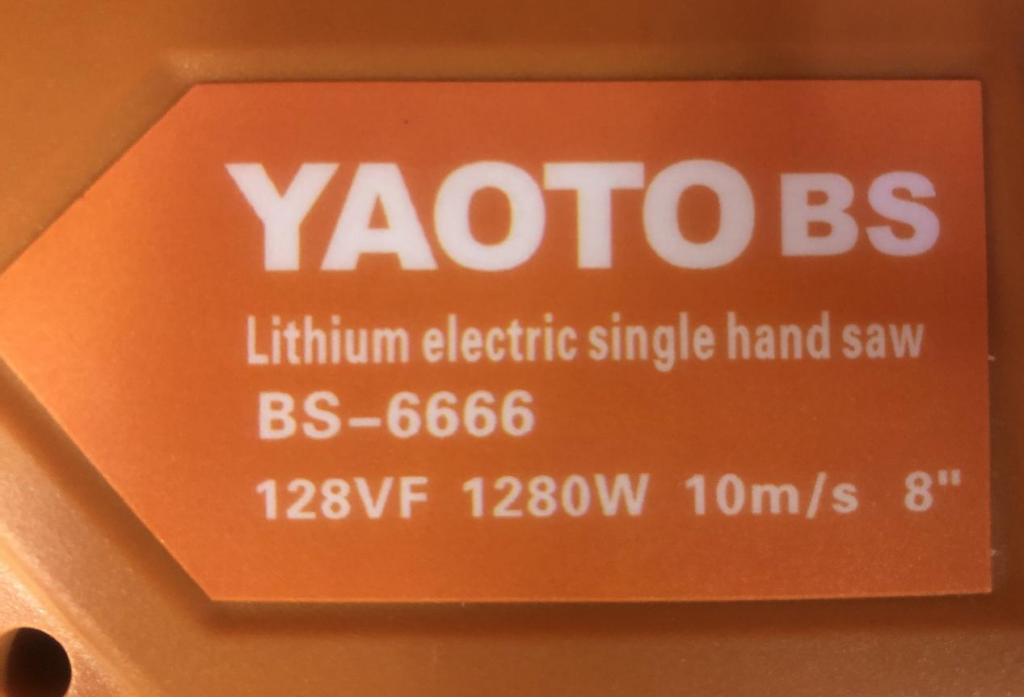 YAOTO BS
Lithium electric single hand saw
BS-6666
128VF 1280W 10m/s 8"